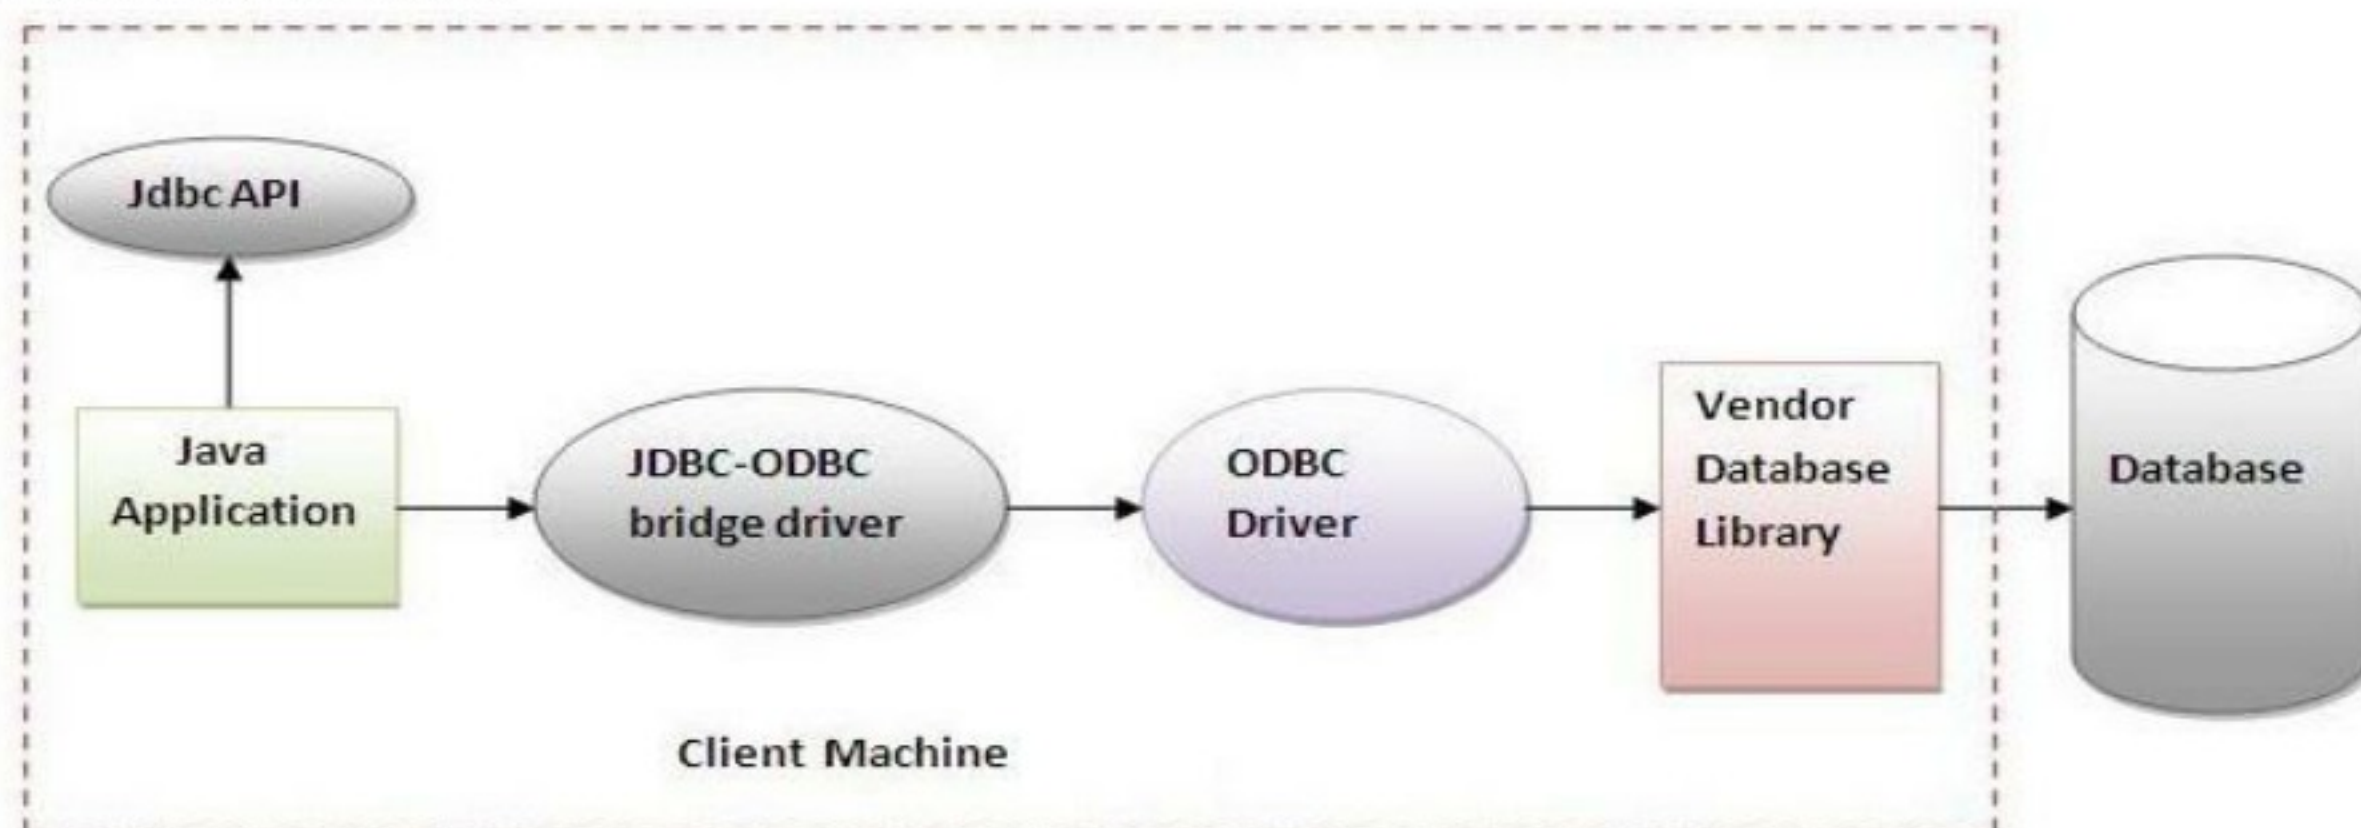 Jdbc API
Java
Application
JDBC-ODBC
bridge driver
ODBC
Driver
Vendor
Database
Library
Database
Client Machine